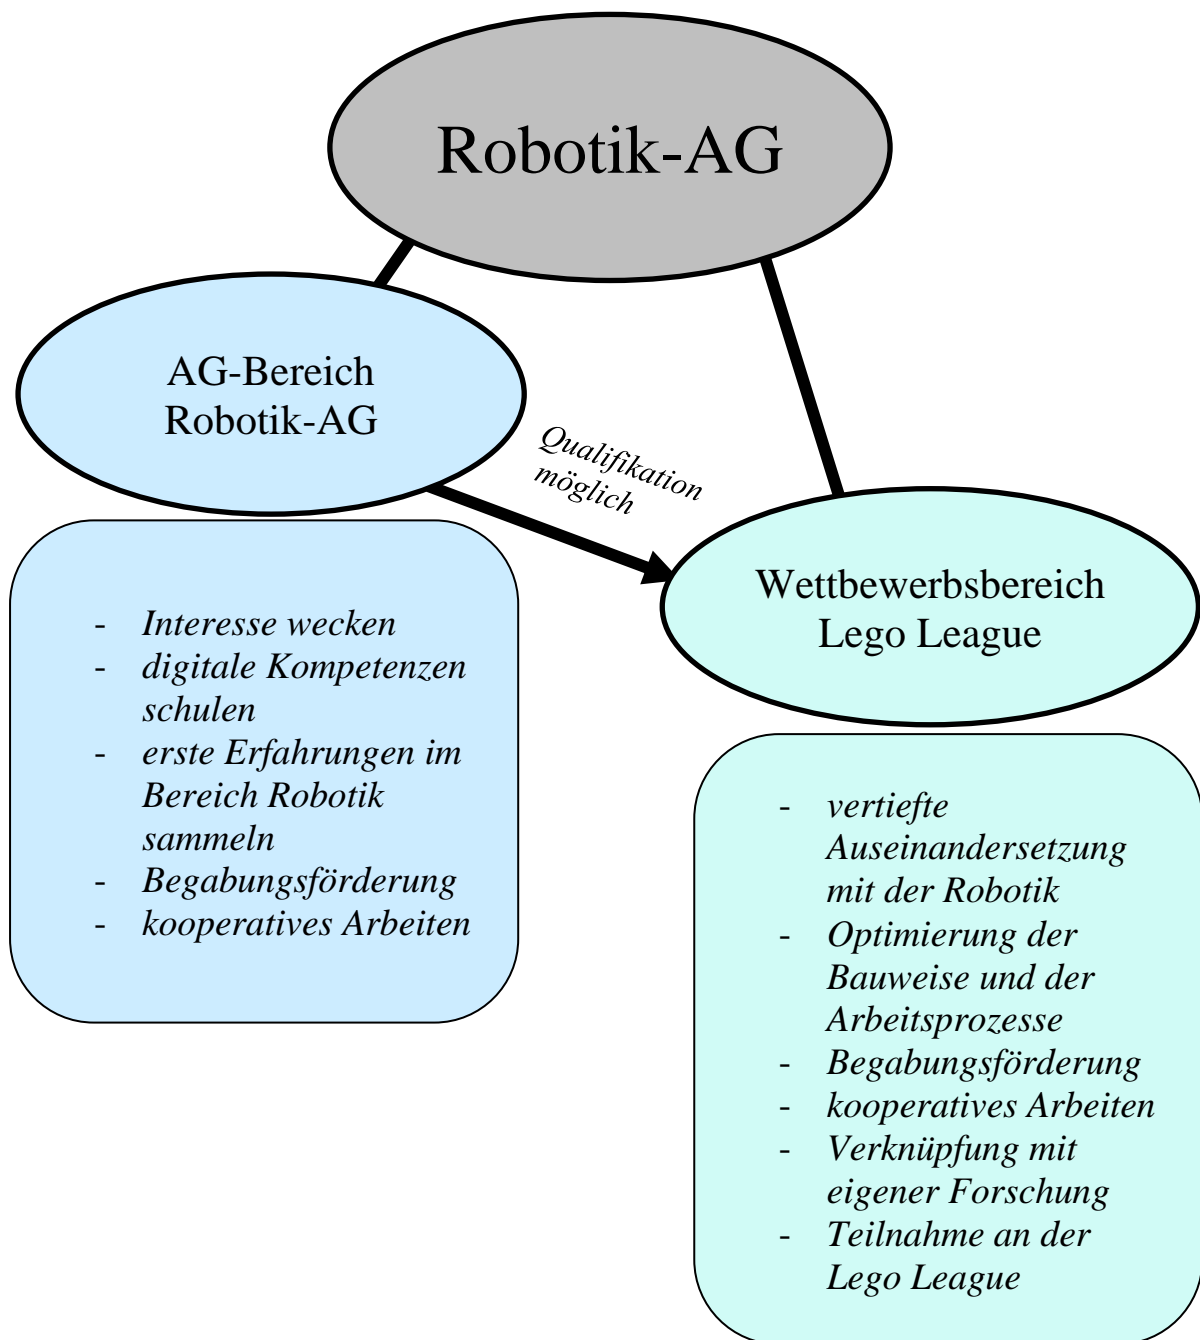 Robotik-AG
AG-Bereich
Robotik-AG
Qualifikation
möglich
Wettbewerbsbereich
Lego League
- Interesse wecken
- digitale Kompetenzen
schulen
- erste Erfahrungen im
Bereich Robotik
sammeln
- Begabungsförderung
- kooperatives Arbeiten
- vertiefte
Auseinandersetzung
mit der Robotik
- Optimierung der
Bauweise und der
Arbeitsprozesse
- Begabungsförderung
- kooperatives Arbeiten
- Verknüpfung mit
eigener Forschung
- Teilnahme an der
Lego League